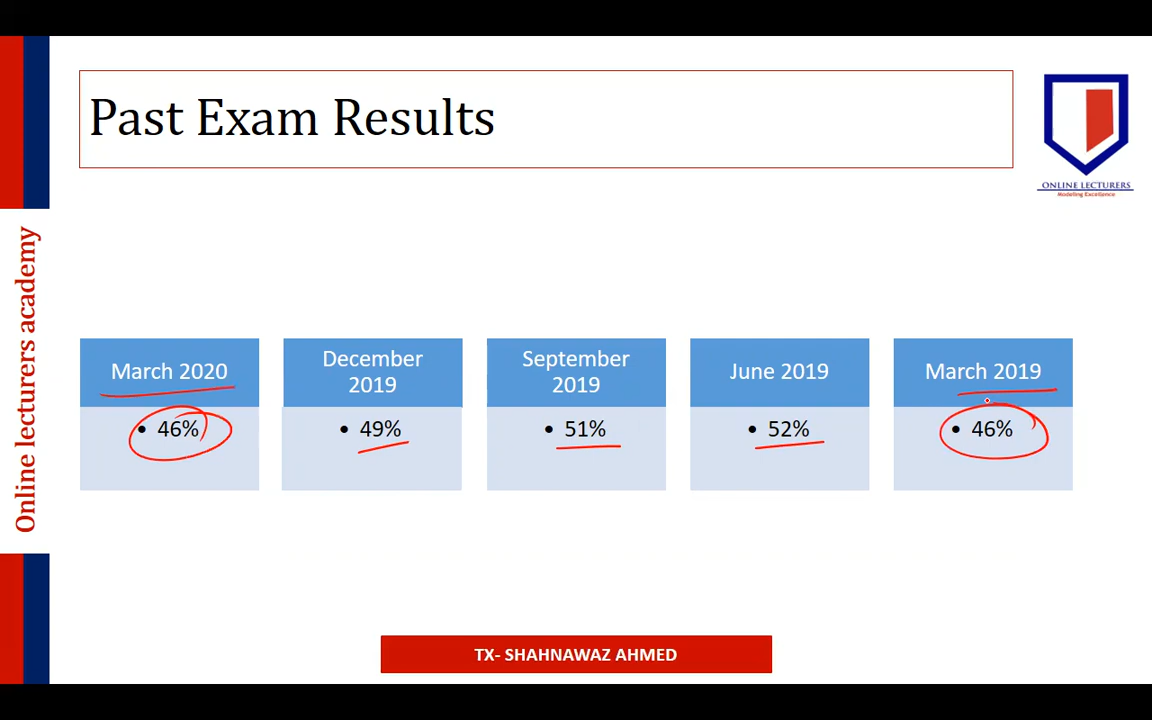 Past Exam Results
ONLINE LECTURERS
Modeling Excellence
Online lecturers academy
March 2020
• 46%
December
2019
• 49%
September
2019
• 51%
June 2019
• 52%
March 2019
• 46%
TX- SHAHNAWAZ AHMED